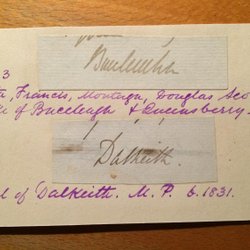 3
Buccleuch
, Francis, Montagu, Douglas Sco
of Buccleugh & Queensberry
Dalkeith.
l of Dalkeith. M.P. b. 1831.